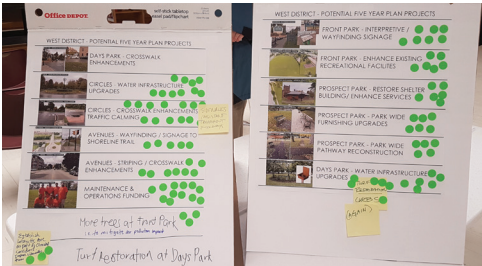 Office DEPOT
WEST DISTRICT - POTENTIAL FIVE YEAR PLAN PROJECTS
DAYS PARK - CROSSWALK
ENHANCEMENTS
CIRCLES - WATER INFRASTRUCTURE
UPGRADES
CIRCLES - CROSSWALK ENHANCEMENTS
TRAFFIC CALMING
AVENUES - WAYFINDING / SIGNAGE TO
SHORELINE TRAIL
AVENUES - STRIPING / CROSSWALK
ENHANCEMENTS
MAINTENANCE &
OPERATIONS FUNDING
More trees at Front Park
Turf Restoration at Days Park
WEST DISTRICT - POTENTIAL FIVE YEAR PLAN PROJECTS
FRONT PARK - INTERPRETIVE /
WAYFINDING SIGNAGE
FRONT PARK - ENHANCE EXISTING
RECREATIONAL FACILITES
PROSPECT PARK - RESTORE SHELTER
BUILDING/ ENHANCE SERVICES
PROSPECT PARK - PARK WIDE
FURNISHING UPGRADES
PROSPECT PARK - PARK WIDE
PATHWAY RECONSTRUCTION
DAYS PARK - WATER INFRASTRUCTURE
UPGRADES